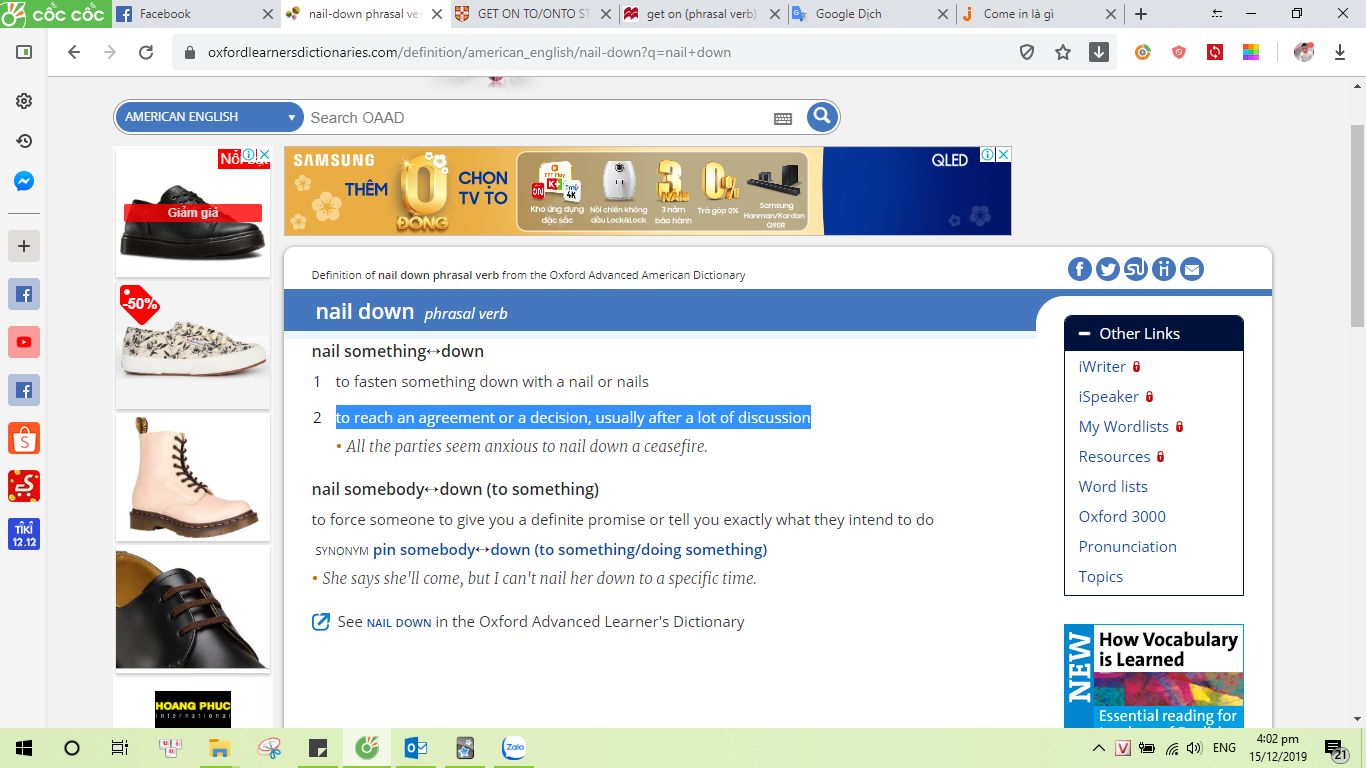 cốc cốc
Facebook
nail-down phrasal ve
GET ON TO/ONTO ST
get on (phrasal verb)
Google Dịch
Come in là gì
oxfordlearnersdictionaries.com/definition/american_english/nail-down?q=nail+down
AMERICAN ENGLISH
Search OAAD
Giảm giá
-50%
HOANG PHUC
international
SAMSUNG
THÊM
0
ĐỒNG
CHỌN
TV TO
Kho ứng dụng
đặc sắc
Nồi chiên không
dầu Lock&Lock
3
NĂM
3 năm
bảo hành
0%
Trả góp 0%
Samsung
Harman/Kardon
Q90R
QLED
Definition of nail down phrasal verb from the Oxford Advanced American Dictionary
nail down phrasal verb
nail something↔down
1 to fasten something down with a nail or nails
2 to reach an agreement or a decision, usually after a lot of discussion
• All the parties seem anxious to nail down a ceasefire.
nail somebody↔down (to something)
to force someone to give you a definite promise or tell you exactly what they intend to do
SYNONYM pin somebody↔down (to something/doing something)
• She says she'll come, but I can't nail her down to a specific time.
See NAIL DOWN in the Oxford Advanced Learner's Dictionary
Other Links
iWriter
iSpeaker
My Wordlists
Resources
Word lists
Oxford 3000
Pronunciation
Topics
NEW
How Vocabulary
is Learned
Essential reading for
TIKI
12.12
Zalo
ENG
4:02 pm
15/12/2019
21